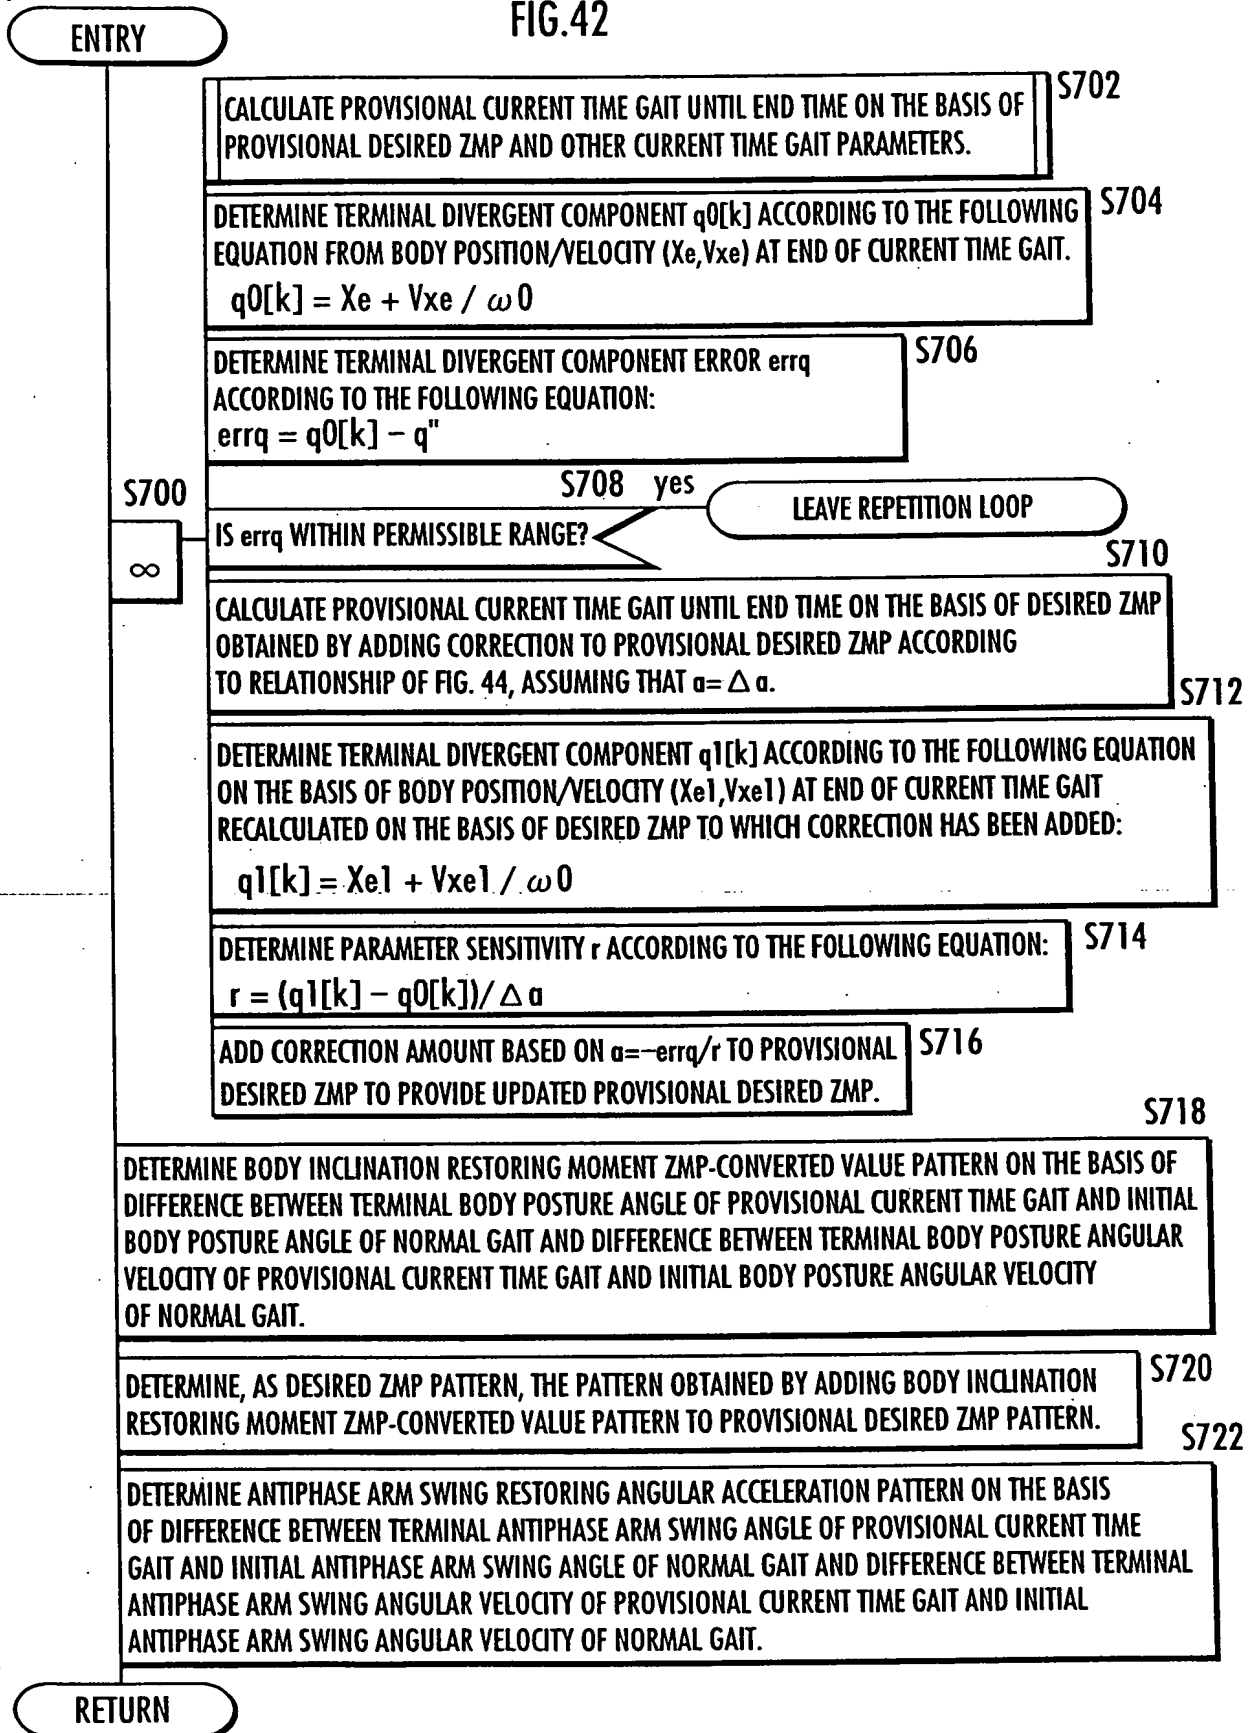 FIG.42
ENTRY
S702
CALCULATE PROVISIONAL CURRENT TIME GAIT UNTIL END TIME ON THE BASIS OF
PROVISIONAL DESIRED ZMP AND OTHER CURRENT TIME GAIT PARAMETERS.
S704
DETERMINE TERMINAL DIVERGENT COMPONENT q0[k] ACCORDING TO THE FOLLOWING
EQUATION FROM BODY POSITION/VELOCITY (Xe,Vxe) AT END OF CURRENT TIME GAIT.
q0[k] = Xe + Vxe / ω0
S706
DETERMINE TERMINAL DIVERGENT COMPONENT ERROR errq
ACCORDING TO THE FOLLOWING EQUATION:
errq = q0[k] − q"
S700
∞
S708 yes
LEAVE REPETITION LOOP
IS errq WITHIN PERMISSIBLE RANGE?
S710
CALCULATE PROVISIONAL CURRENT TIME GAIT UNTIL END TIME ON THE BASIS OF DESIRED ZMP
OBTAINED BY ADDING CORRECTION TO PROVISIONAL DESIRED ZMP ACCORDING
TO RELATIONSHIP OF FIG. 44, ASSUMING THAT a= Δ a.
S712
DETERMINE TERMINAL DIVERGENT COMPONENT q1[k] ACCORDING TO THE FOLLOWING EQUATION
ON THE BASIS OF BODY POSITION/VELOCITY (Xe1,Vxe1) AT END OF CURRENT TIME GAIT
RECALCULATED ON THE BASIS OF DESIRED ZMP TO WHICH CORRECTION HAS BEEN ADDED:
q1[k] = Xe1 + Vxe1 / ω0
S714
DETERMINE PARAMETER SENSITIVITY r ACCORDING TO THE FOLLOWING EQUATION:
r = (q1[k] − q0[k])/ Δ a
S716
ADD CORRECTION AMOUNT BASED ON a=−errq/r TO PROVISIONAL
DESIRED ZMP TO PROVIDE UPDATED PROVISIONAL DESIRED ZMP.
S718
DETERMINE BODY INCLINATION RESTORING MOMENT ZMP-CONVERTED VALUE PATTERN ON THE BASIS OF
DIFFERENCE BETWEEN TERMINAL BODY POSTURE ANGLE OF PROVISIONAL CURRENT TIME GAIT AND INITIAL
BODY POSTURE ANGLE OF NORMAL GAIT AND DIFFERENCE BETWEEN TERMINAL BODY POSTURE ANGULAR
VELOCITY OF PROVISIONAL CURRENT TIME GAIT AND INITIAL BODY POSTURE ANGULAR VELOCITY
OF NORMAL GAIT.
S720
DETERMINE, AS DESIRED ZMP PATTERN, THE PATTERN OBTAINED BY ADDING BODY INCLINATION
RESTORING MOMENT ZMP-CONVERTED VALUE PATTERN TO PROVISIONAL DESIRED ZMP PATTERN.
S722
DETERMINE ANTIPHASE ARM SWING RESTORING ANGULAR ACCELERATION PATTERN ON THE BASIS
OF DIFFERENCE BETWEEN TERMINAL ANTIPHASE ARM SWING ANGLE OF PROVISIONAL CURRENT TIME
GAIT AND INITIAL ANTIPHASE ARM SWING ANGLE OF NORMAL GAIT AND DIFFERENCE BETWEEN TERMINAL
ANTIPHASE ARM SWING ANGULAR VELOCITY OF PROVISIONAL CURRENT TIME GAIT AND INITIAL
ANTIPHASE ARM SWING ANGULAR VELOCITY OF NORMAL GAIT.
RETURN